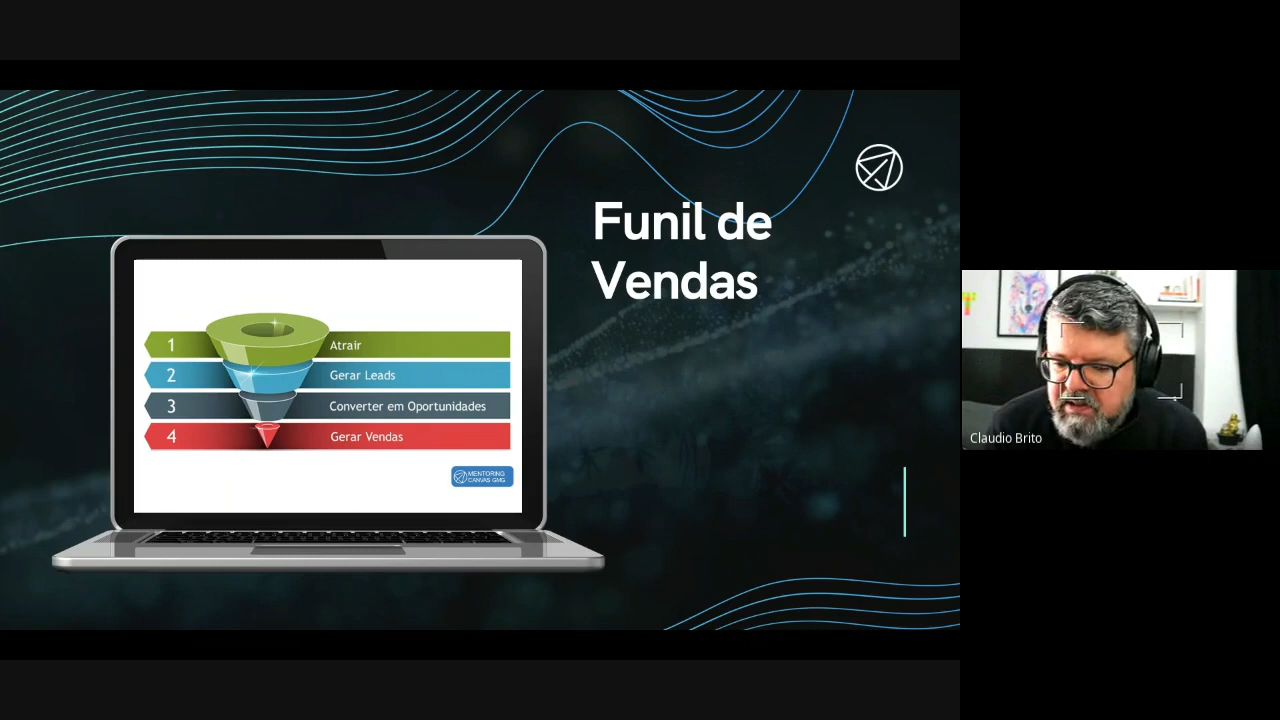 Funil de
Vendas
1 Atrair
2 Gerar Leads
3 Converter em Oportunidades
4 Gerar Vendas
MENTORING
CANVAS GMG
Claudio Brito